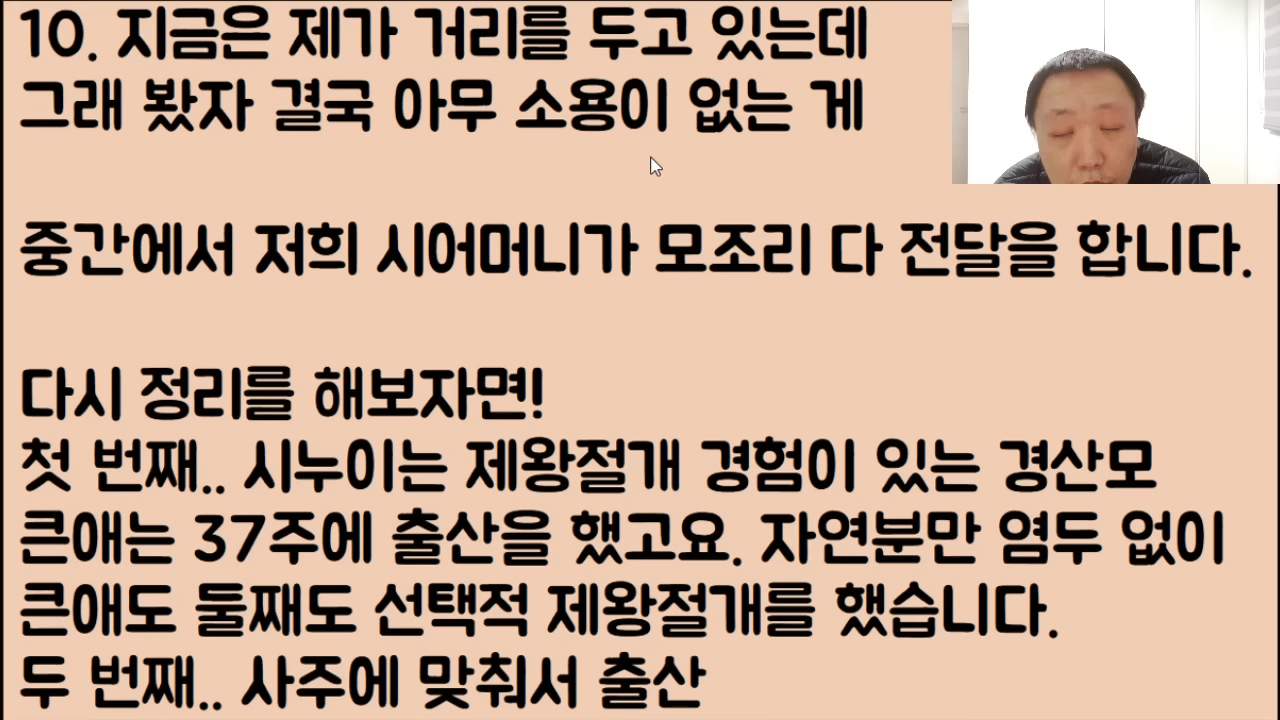 10. 지금은 제가 거리를 두고 있는데
그래 봤자 결국 아무 소용이 없는 게
중간에서 저희 시어머니가 모조리 다 전달을 합니다.
다시 정리를 해보자면!
첫 번째.. 시누이는 제왕절개 경험이 있는 경산모
큰애는 37주에 출산을 했고요. 자연분만 염두 없이
큰애도 둘째도 선택적 제왕절개를 했습니다.
두 번째.. 사주에 맞춰서 출산